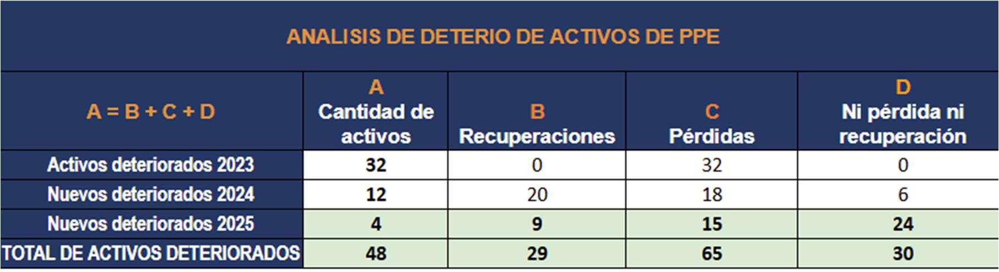 ANALISIS DE DETERIO DE ACTIVOS DE PPE
A = B + C + D
A
Cantidad de
activos
B
Recuperaciones
C
Pérdidas
D
Ni pérdida ni
recuperación
Activos deteriorados 2023 32 0 32 0
Nuevos deteriorados 2024 12 20 18 6
Nuevos deteriorados 2025 4 9 15 24
TOTAL DE ACTIVOS DETERIORADOS 48 29 65 30